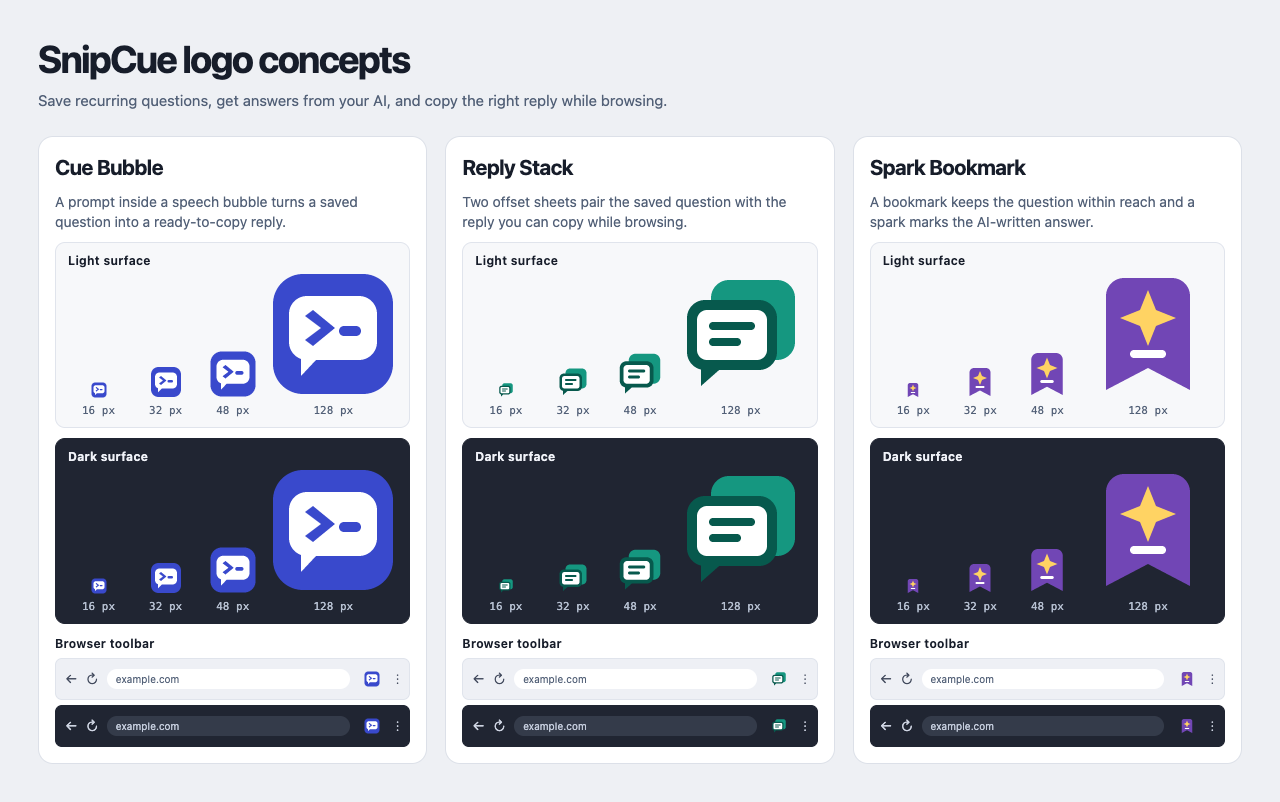 SnipCue logo concepts
Save recurring questions, get answers from your AI, and copy the right reply while browsing.
Cue Bubble
A prompt inside a speech bubble turns a saved
question into a ready-to-copy reply.
Light surface
16 px
32 px
48 px
128 px
Dark surface
16 px
32 px
48 px
128 px
Browser toolbar
example.com
example.com
Reply Stack
Two offset sheets pair the saved question with the
reply you can copy while browsing.
Light surface
16 px
32 px
48 px
128 px
Dark surface
16 px
32 px
48 px
128 px
Browser toolbar
example.com
example.com
Spark Bookmark
A bookmark keeps the question within reach and a
spark marks the AI-written answer.
Light surface
16 px
32 px
48 px
128 px
Dark surface
16 px
32 px
48 px
128 px
Browser toolbar
example.com
example.com